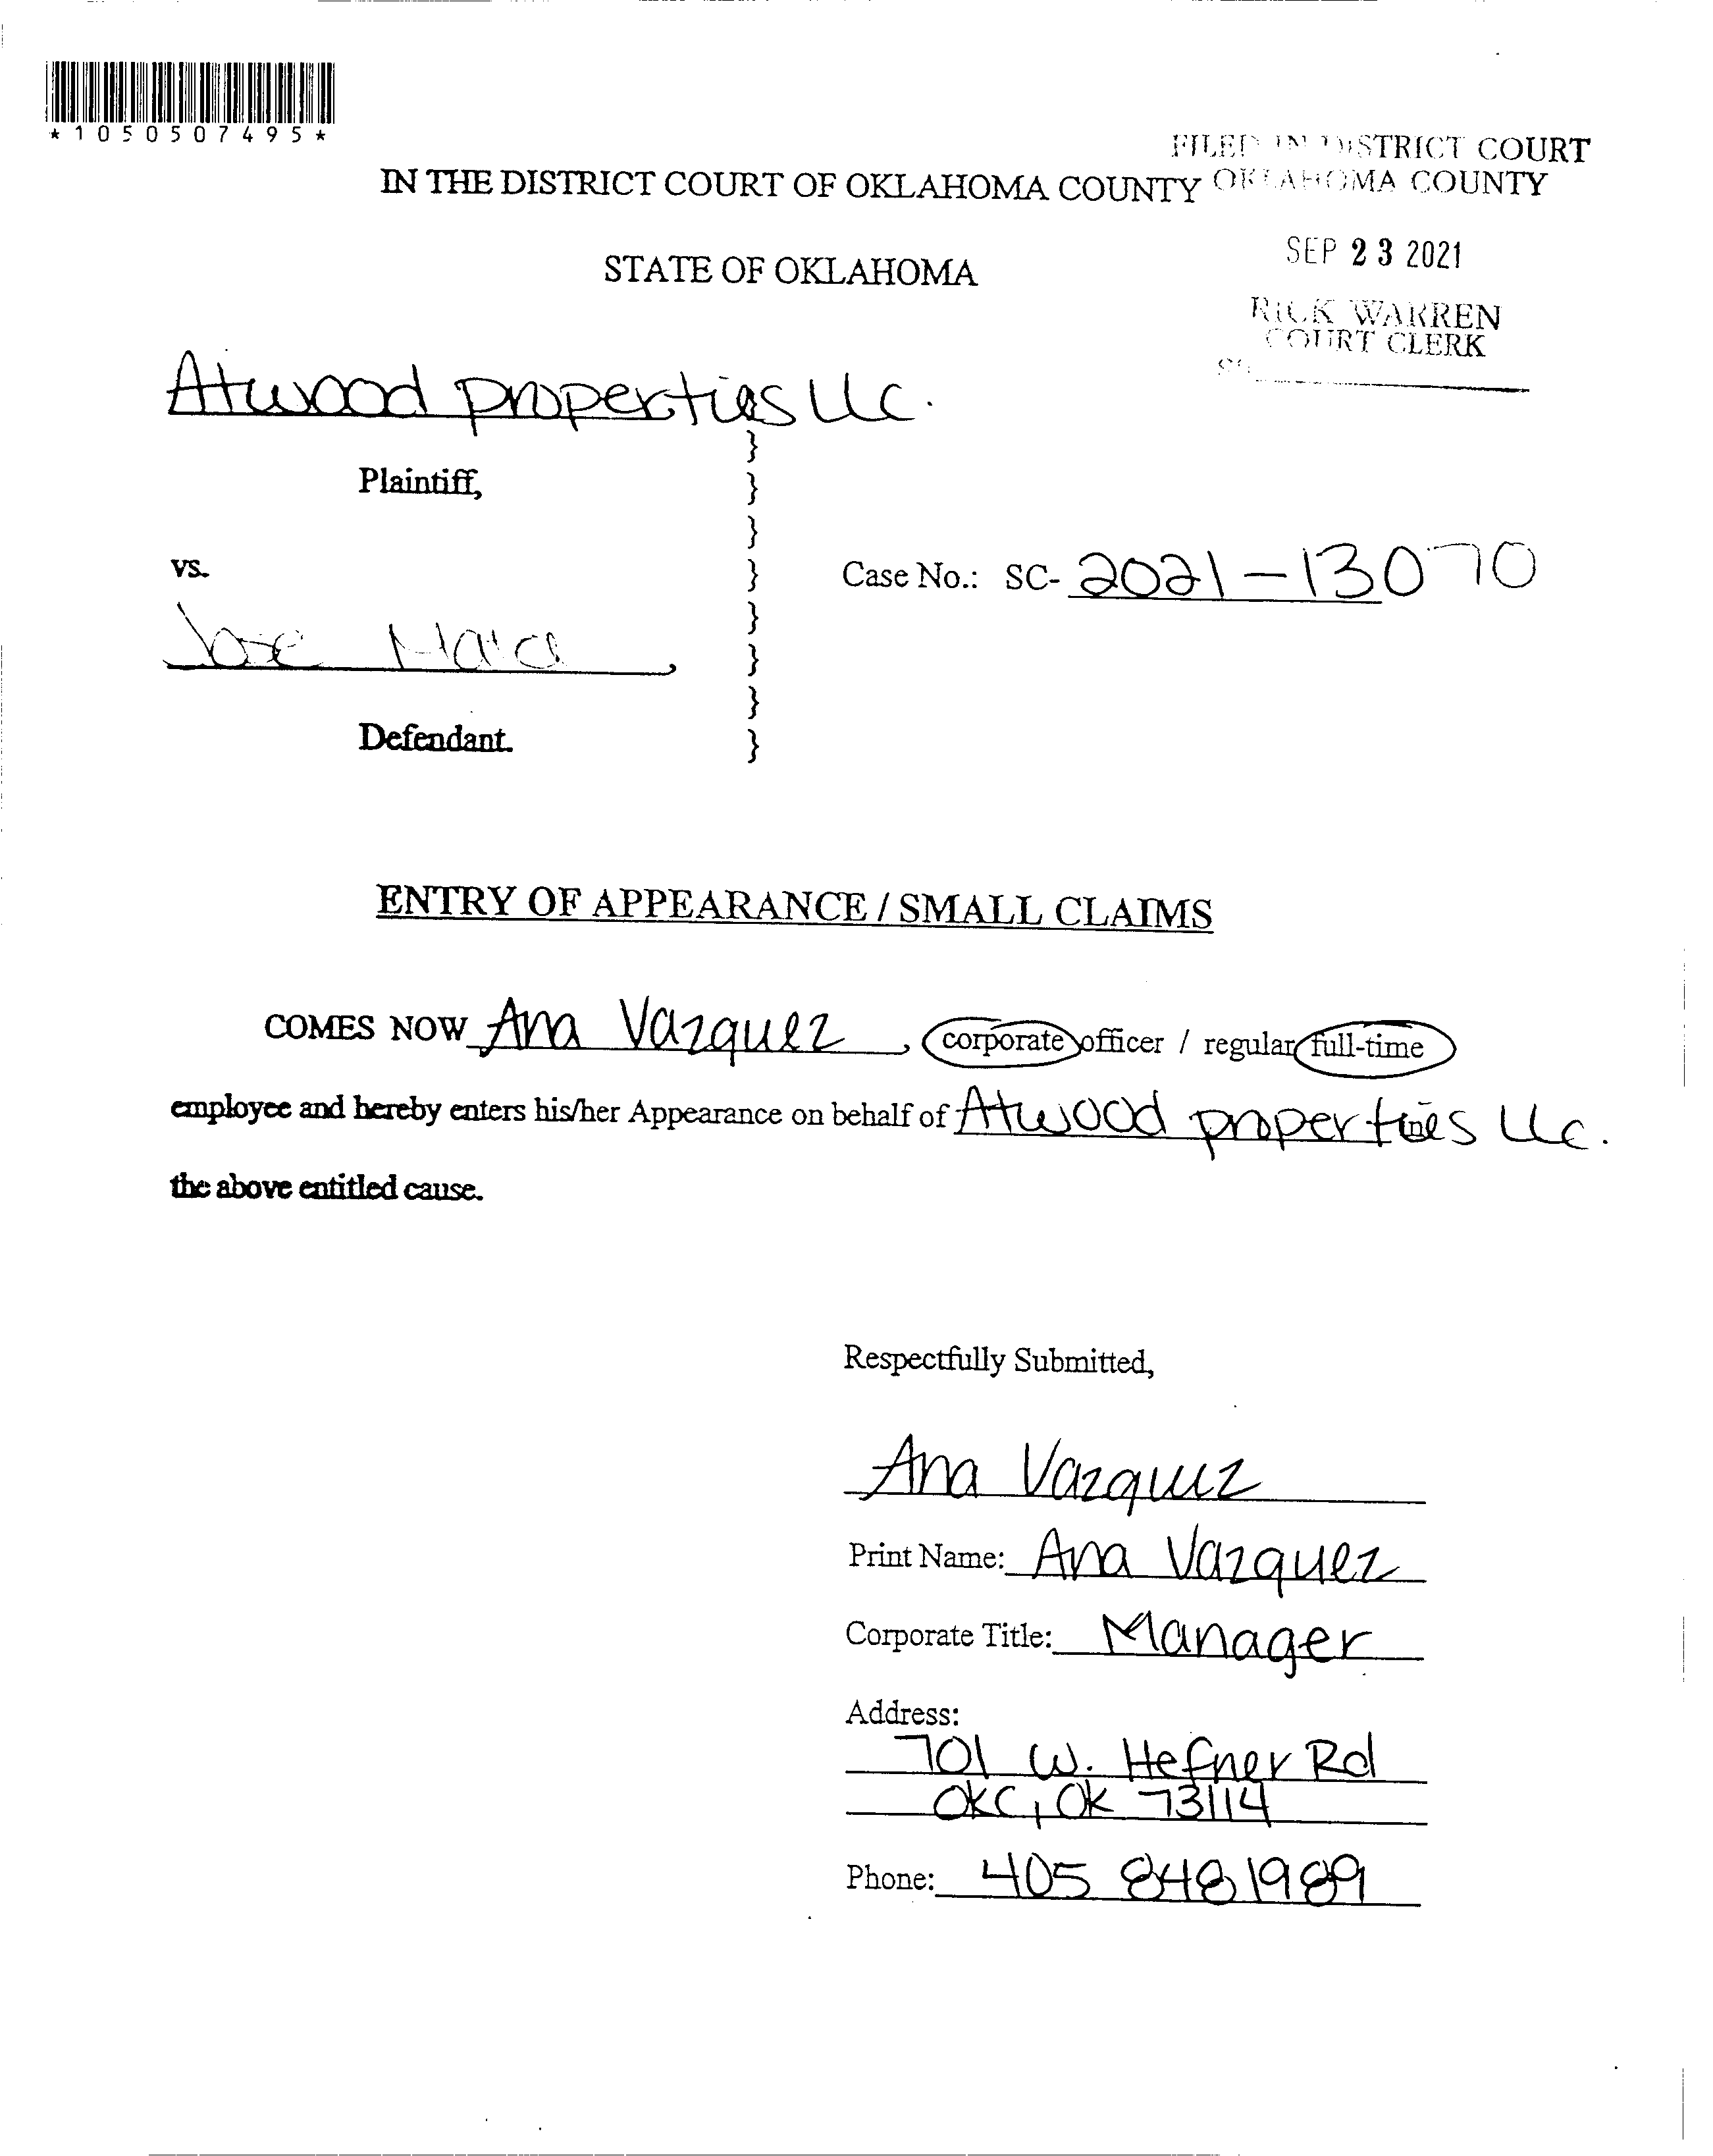 *1050507495*
FILED IN DISTRICT COURT
OKLAHOMA COUNTY
IN THE DISTRICT COURT OF OKLAHOMA COUNTY
SEP 23 2021
STATE OF OKLAHOMA
RICK WARREN
COURT CLERK
Atwood properties LLC.
Plaintiff,
vs.
Case No.: SC- 2021-13070
Jose
Defendant.
ENTRY OF APPEARANCE / SMALL CLAIMS
COMES NOW Ana Vazquez, corporate officer / regular full-time
employee and hereby enters his/her Appearance on behalf of Atwood properties LLC.
the above entitled cause.
Respectfully Submitted,
Ana Vazquez
Print Name: Ana Vazquez
Corporate Title: Manager
Address:
701 W. Hefner Rd
OKC, OK 73114
Phone: 405 848 1989